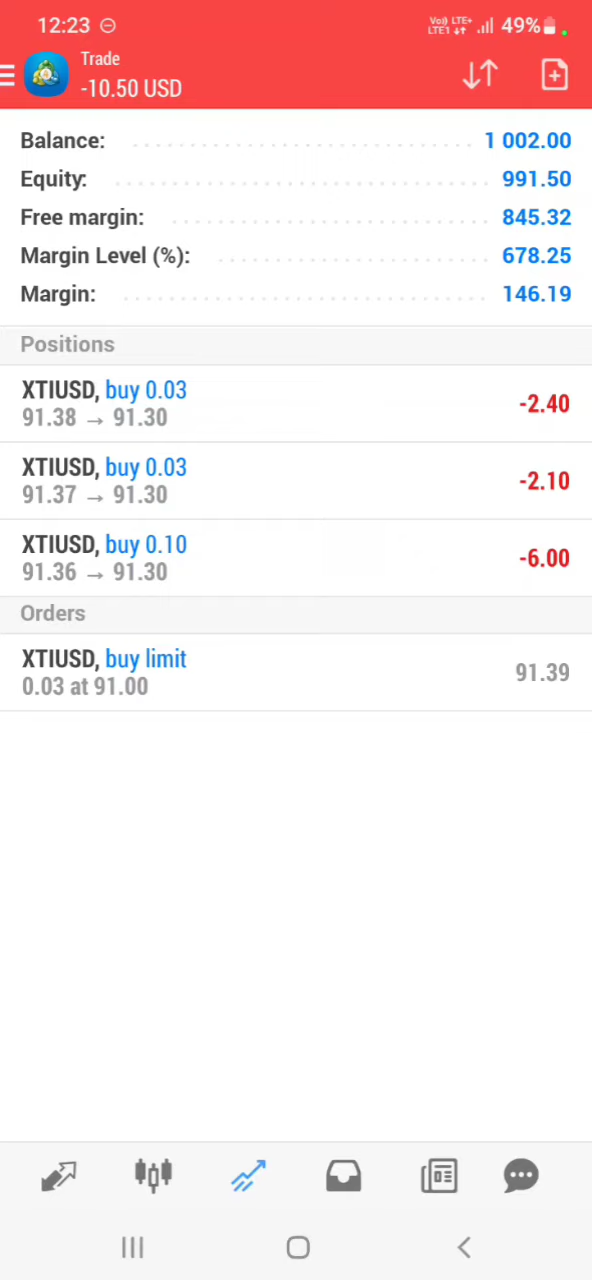 12:23
Vo)) LTE+
LTE1
49%
Trade
-10.50 USD
Balance: 1 002.00
Equity: 991.50
Free margin: 845.32
Margin Level (%): 678.25
Margin: 146.19
Positions
XTIUSD, buy 0.03
91.38 → 91.30 -2.40
XTIUSD, buy 0.03
91.37 → 91.30 -2.10
XTIUSD, buy 0.10
91.36 → 91.30 -6.00
Orders
XTIUSD, buy limit
0.03 at 91.00 91.39